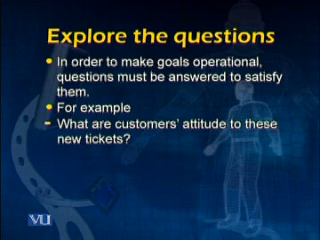 Explore the questions
• In order to make goals operational,
questions must be answered to satisfy
them.
• For example
- What are customers' attitude to these
new tickets?
VU